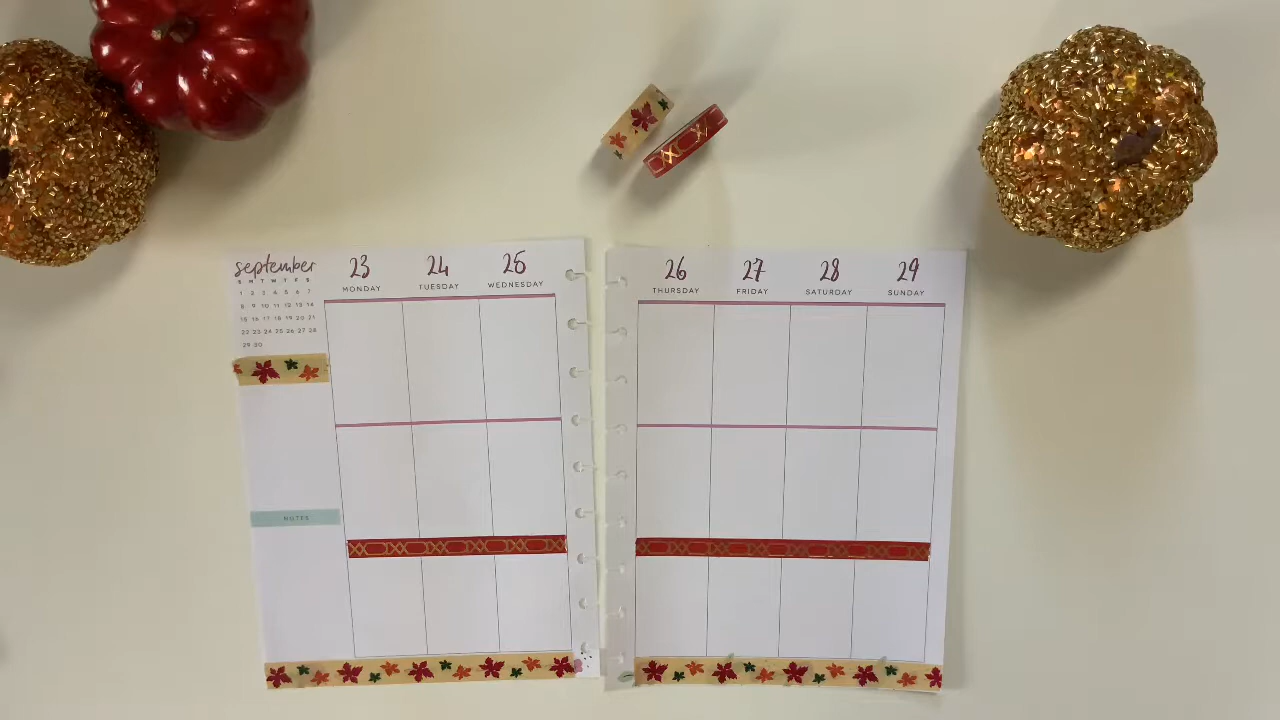 september
S M T W T F S
1 2 3 4 5 6 7
8 9 10 11 12 13 14
15 16 17 18 19 20 21
22 23 24 25 26 27 28
29 30
NOTES
23 24 25
MONDAY TUESDAY WEDNESDAY
26 27 28 29
THURSDAY FRIDAY SATURDAY SUNDAY